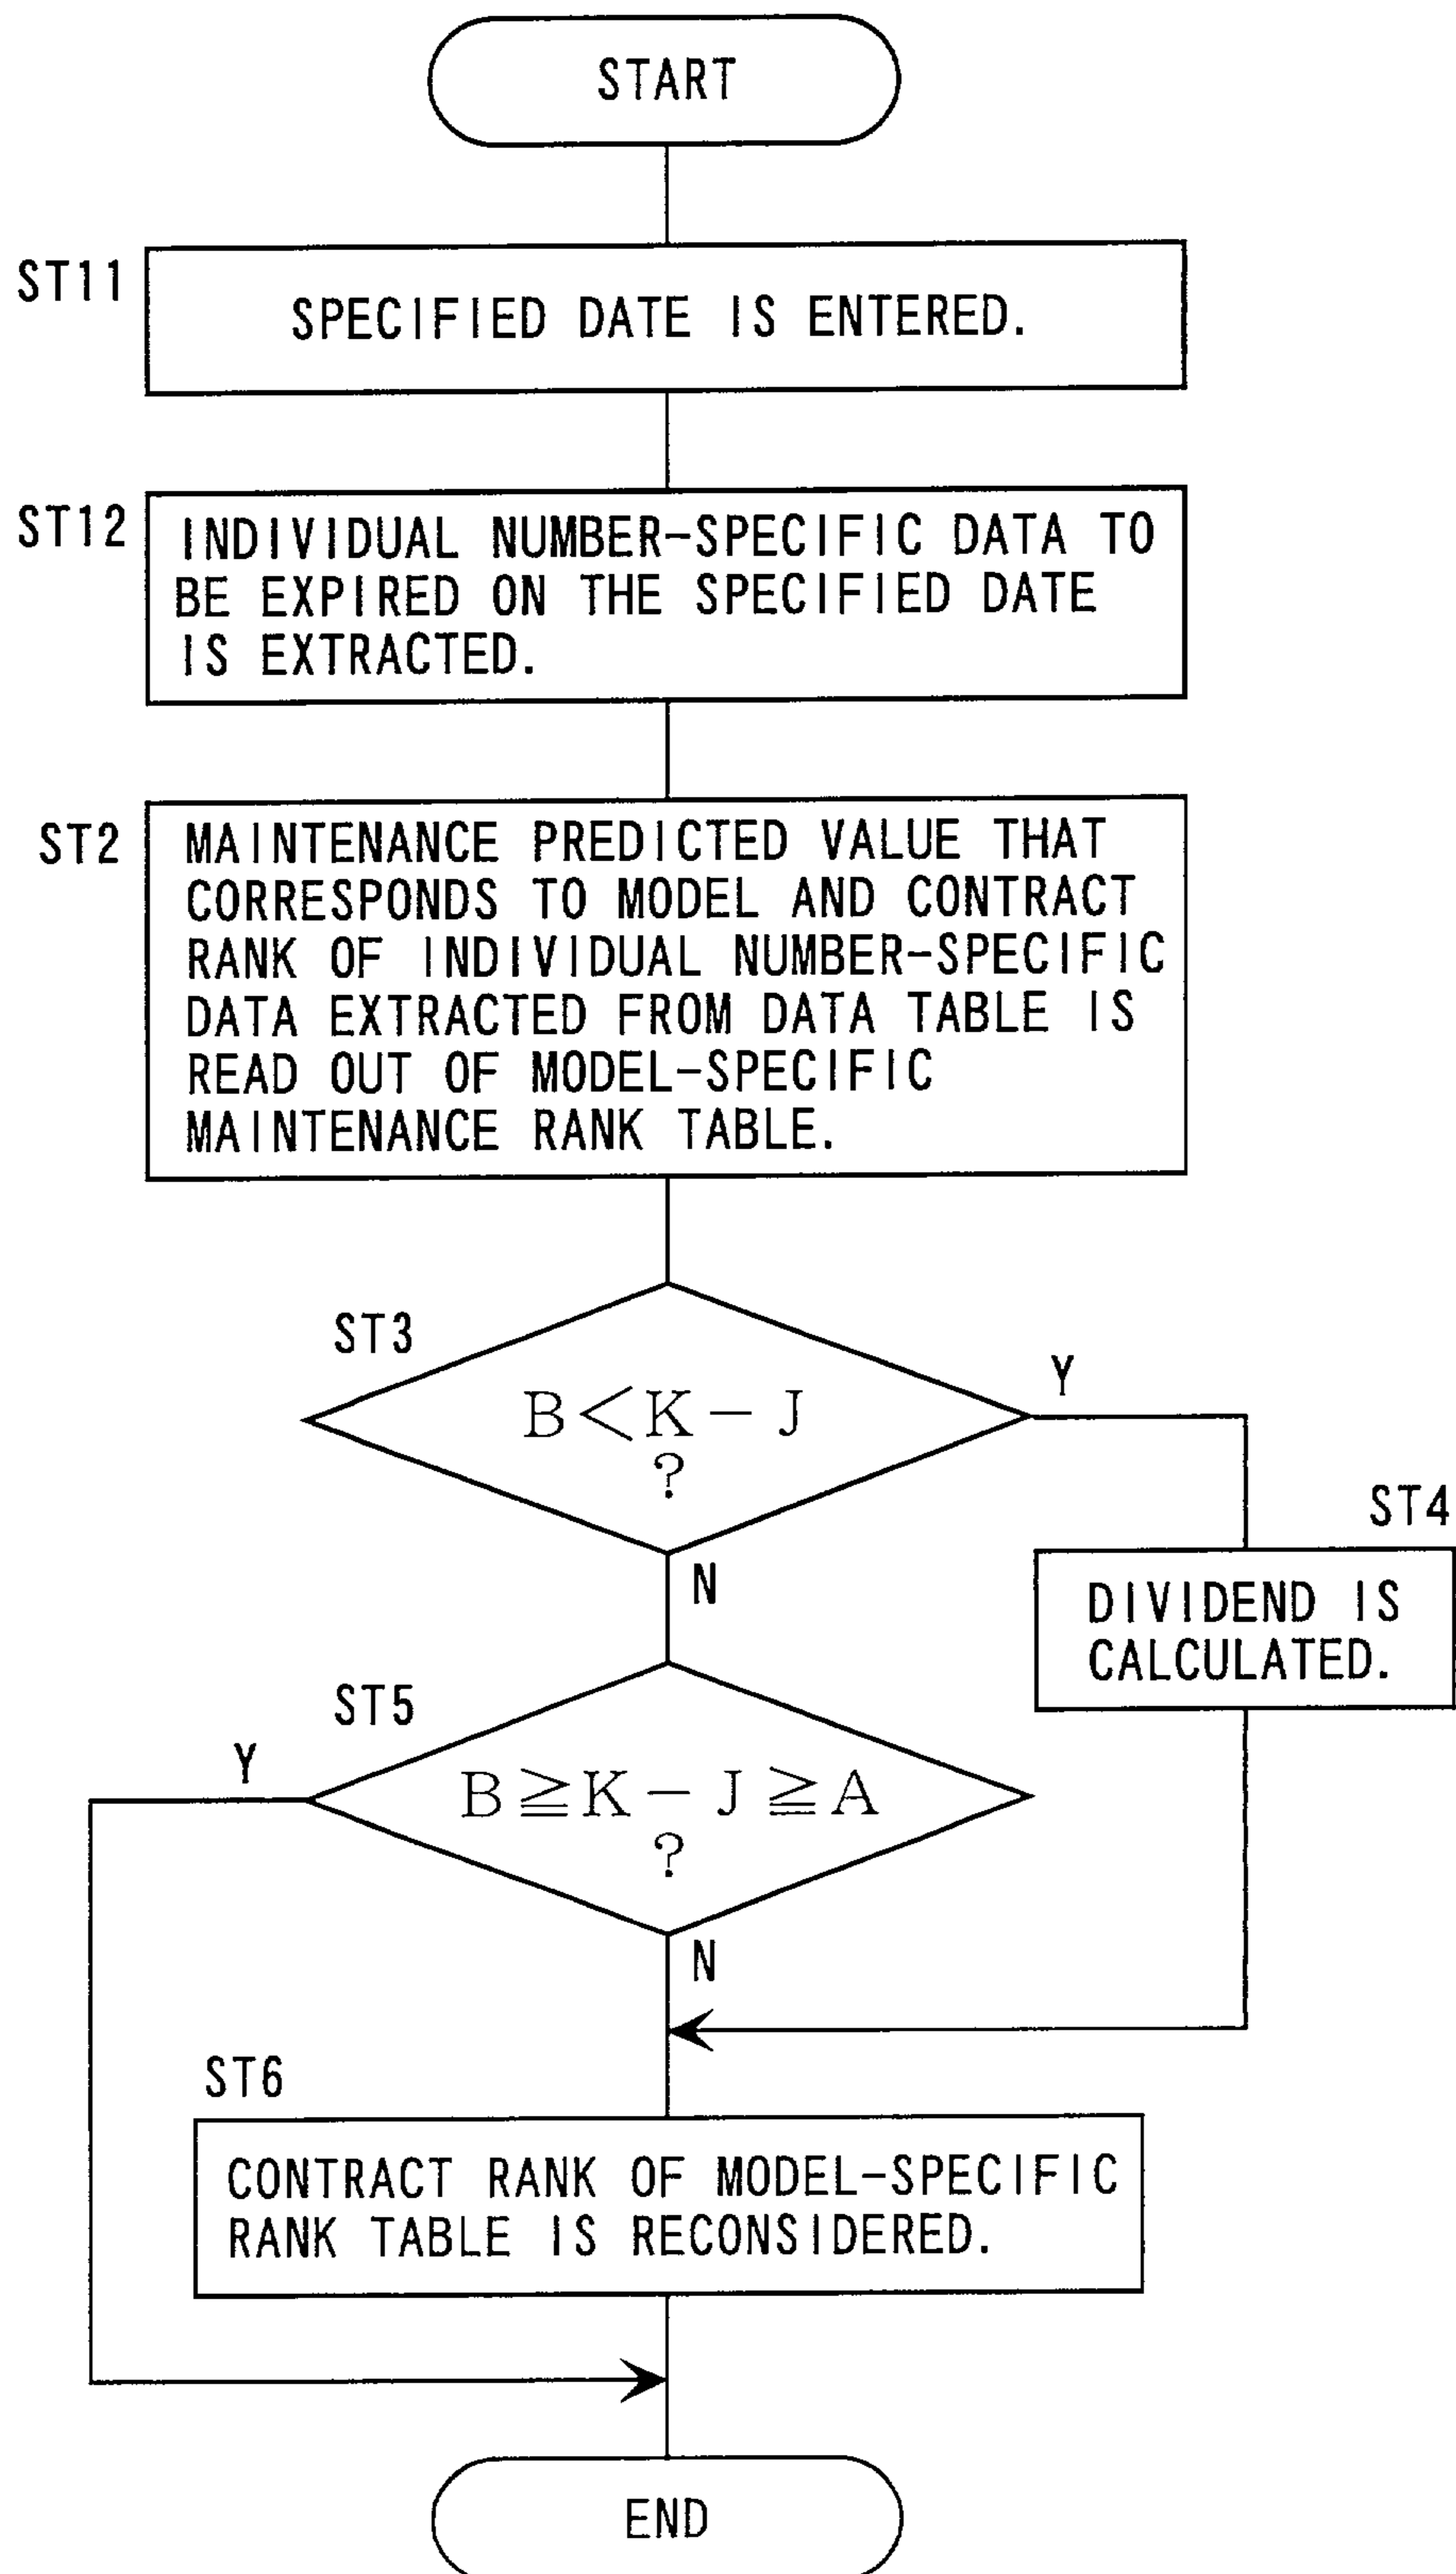 START
ST11
SPECIFIED DATE IS ENTERED.
ST12
INDIVIDUAL NUMBER-SPECIFIC DATA TO
BE EXPIRED ON THE SPECIFIED DATE
IS EXTRACTED.
ST2
MAINTENANCE PREDICTED VALUE THAT
CORRESPONDS TO MODEL AND CONTRACT
RANK OF INDIVIDUAL NUMBER-SPECIFIC
DATA EXTRACTED FROM DATA TABLE IS
READ OUT OF MODEL-SPECIFIC
MAINTENANCE RANK TABLE.
ST3
B<K-J
?
Y
N
ST4
DIVIDEND IS
CALCULATED.
ST5
Y
B≧K-J≧A
?
N
ST6
CONTRACT RANK OF MODEL-SPECIFIC
RANK TABLE IS RECONSIDERED.
END